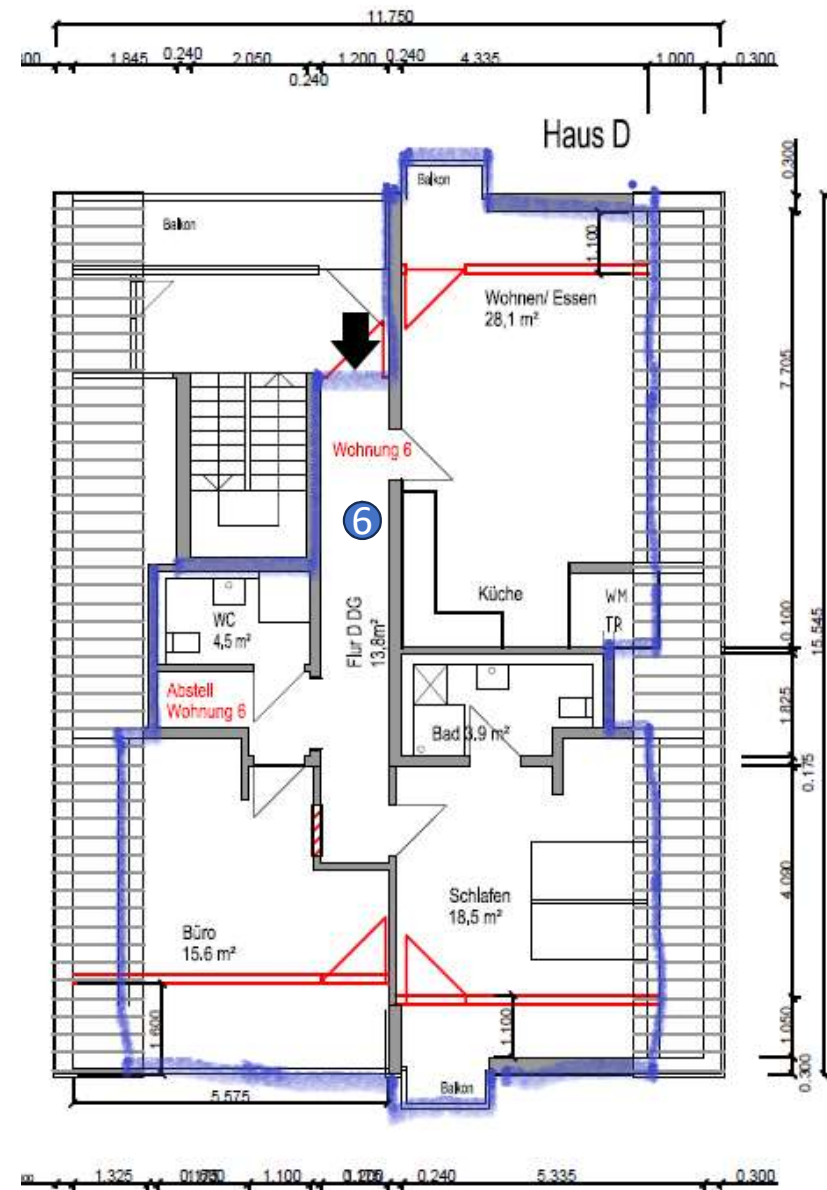 11.750
1.845 0.240 2.050 1.200 0.240 4.335 1.000 0.300
0.240
Haus D
0.300
Balkon
Balkon
1.100
Wohnen/ Essen
28,1 m²
7.705
Wohnung 6
6
Küche
WM
TR
WC
4,5 m²
Flur D DG
13,8m²
0.100
15.545
Abstell
Wohnung 6
Bad 3.9 m²
1.825
0.175
4.090
Schlafen
18,5 m²
Büro
15.6 m²
1.600
1.100
1.050
0.300
5.575
Balkon
1.325 1.100 0.240 5.335 0.300